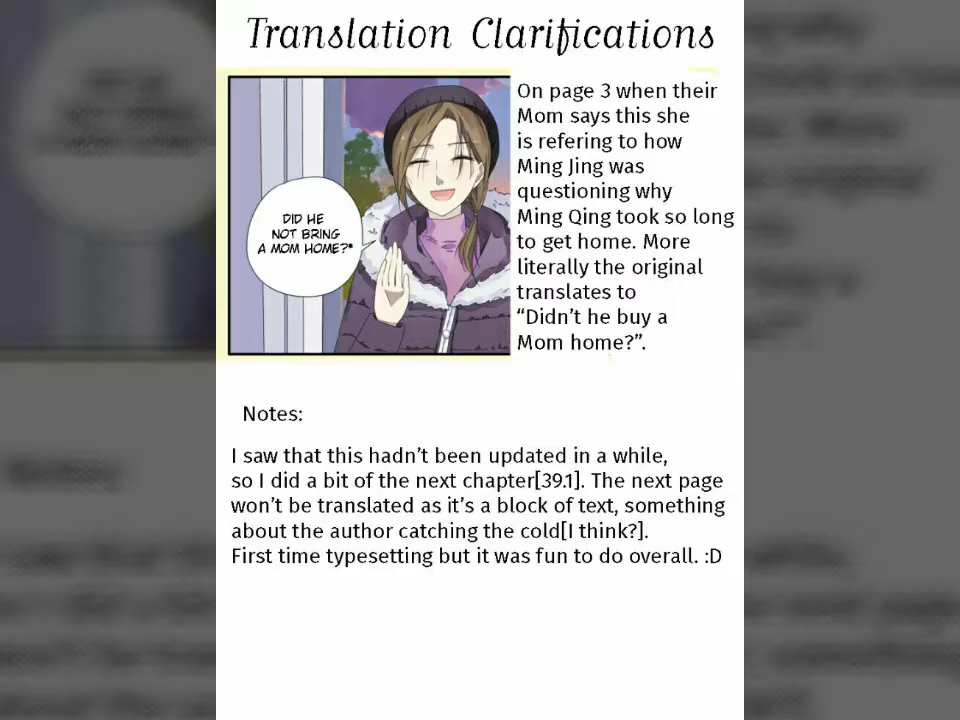 Translation Clarifications
DID HE
NOT BRING
A MOM HOME?*
On page 3 when their
Mom says this she
is refering to how
Ming Jing was
questioning why
Ming Qing took so long
to get home. More
literally the original
translates to
“Didn’t he buy a
Mom home?”.
Notes:
I saw that this hadn’t been updated in a while,
so I did a bit of the next chapter[39.1]. The next page
won’t be translated as it’s a block of text, something
about the author catching the cold[I think?].
First time typesetting but it was fun to do overall. :D